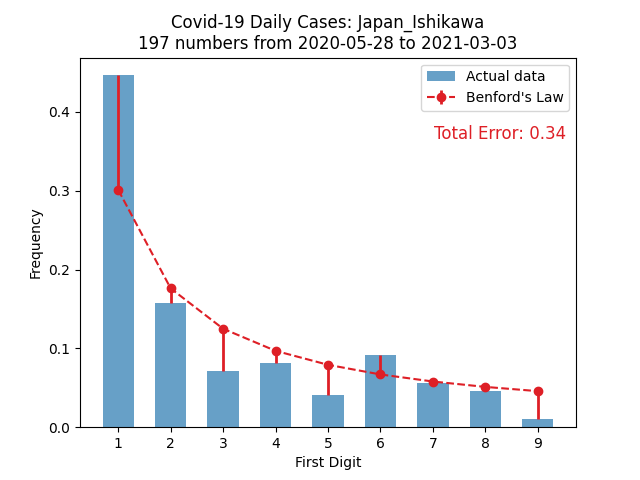 Covid-19 Daily Cases: Japan_Ishikawa
197 numbers from 2020-05-28 to 2021-03-03
Actual data
Benford's Law
Total Error: 0.34
Frequency
0.4
0.3
0.2
0.1
0.0
1 2 3 4 5 6 7 8 9
First Digit